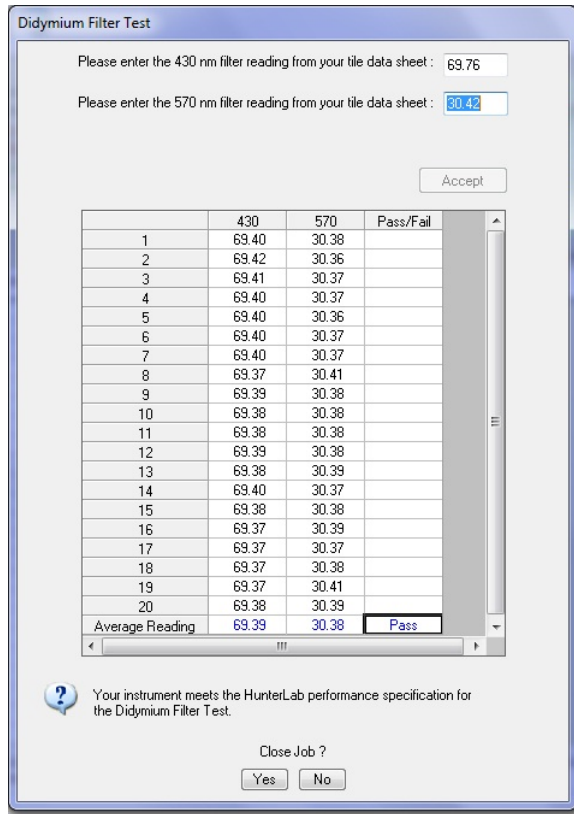 Didymium Filter Test
Please enter the 430 nm filter reading from your tile data sheet : 69.76
Please enter the 570 nm filter reading from your tile data sheet : 30.42
Accept
430 570 Pass/Fail
1 69.40 30.38
2 69.42 30.36
3 69.41 30.37
4 69.40 30.37
5 69.40 30.36
6 69.40 30.37
7 69.40 30.37
8 69.37 30.41
9 69.39 30.38
10 69.38 30.38
11 69.38 30.38
12 69.39 30.38
13 69.38 30.39
14 69.40 30.37
15 69.38 30.38
16 69.37 30.39
17 69.37 30.37
18 69.37 30.38
19 69.37 30.41
20 69.38 30.39
Average Reading 69.39 30.38 Pass
Your instrument meets the HunterLab performance specification for
the Didymium Filter Test.
Close Job ?
Yes No